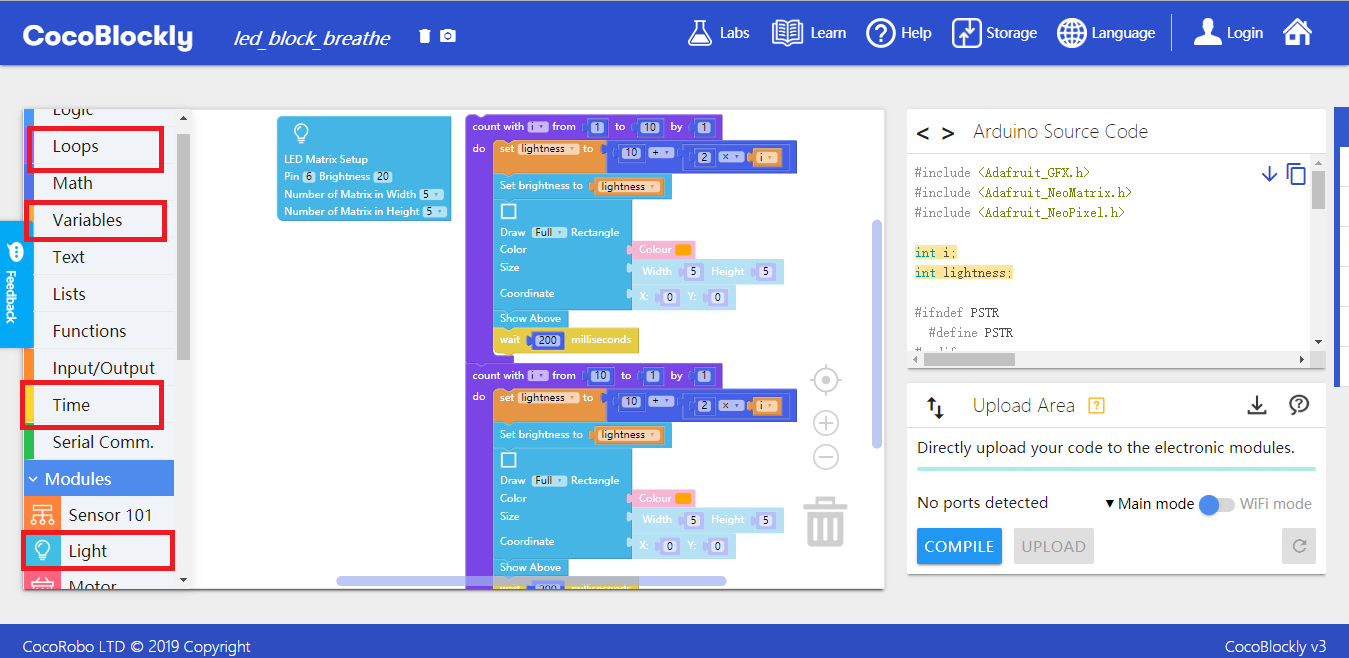 CocoBlockly
led_block_breathe
Labs
Learn
Help
Storage
Language
Login
Feedback
Logic
Loops
Math
Variables
Text
Lists
Functions
Input/Output
Time
Serial Comm.
Modules
Sensor 101
Light
Motor
LED Matrix Setup
Pin 6 Brightness 20
Number of Matrix in Width 5
Number of Matrix in Height 5
count with i from 1 to 10 by 1
do set lightness to 10 + 2 × i
Set brightness to lightness
Draw Full Rectangle
Color Colour
Size Width 5 Height 5
Coordinate X: 0 Y: 0
Show Above
wait 200 milliseconds
count with i from 10 to 1 by 1
do set lightness to 10 + 2 × i
Set brightness to lightness
Draw Full Rectangle
Color Colour
Size Width 5 Height 5
Coordinate X: 0 Y: 0
Show Above
wait 200 milliseconds
< > Arduino Source Code
#include <Adafruit_GFX.h>
#include <Adafruit_NeoMatrix.h>
#include <Adafruit_NeoPixel.h>
int i;
int lightness;
#ifndef PSTR
#define PSTR
Upload Area ?
Directly upload your code to the electronic modules.
No ports detected
Main mode
WiFi mode
COMPILE
UPLOAD
CocoRobo LTD © 2019 Copyright
CocoBlockly v3